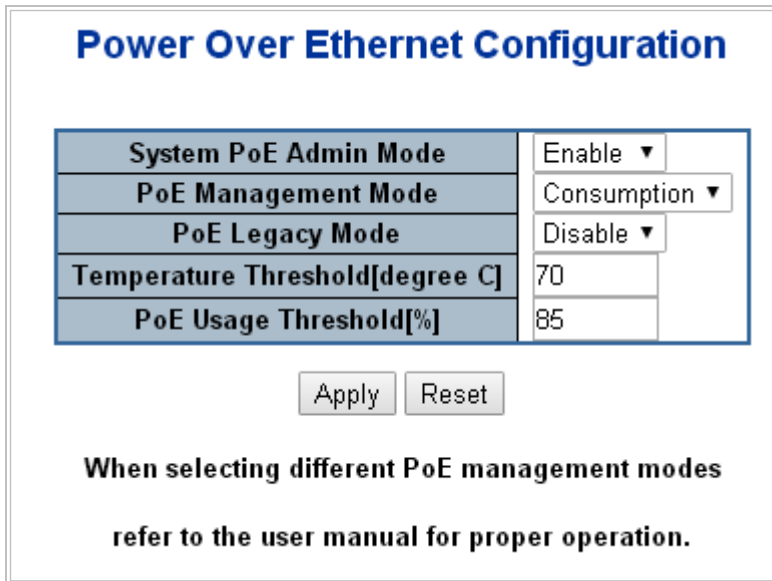 Power Over Ethernet Configuration
System PoE Admin Mode Enable
PoE Management Mode Consumption
PoE Legacy Mode Disable
Temperature Threshold[degree C] 70
PoE Usage Threshold[%] 85
Apply Reset
When selecting different PoE management modes
refer to the user manual for proper operation.